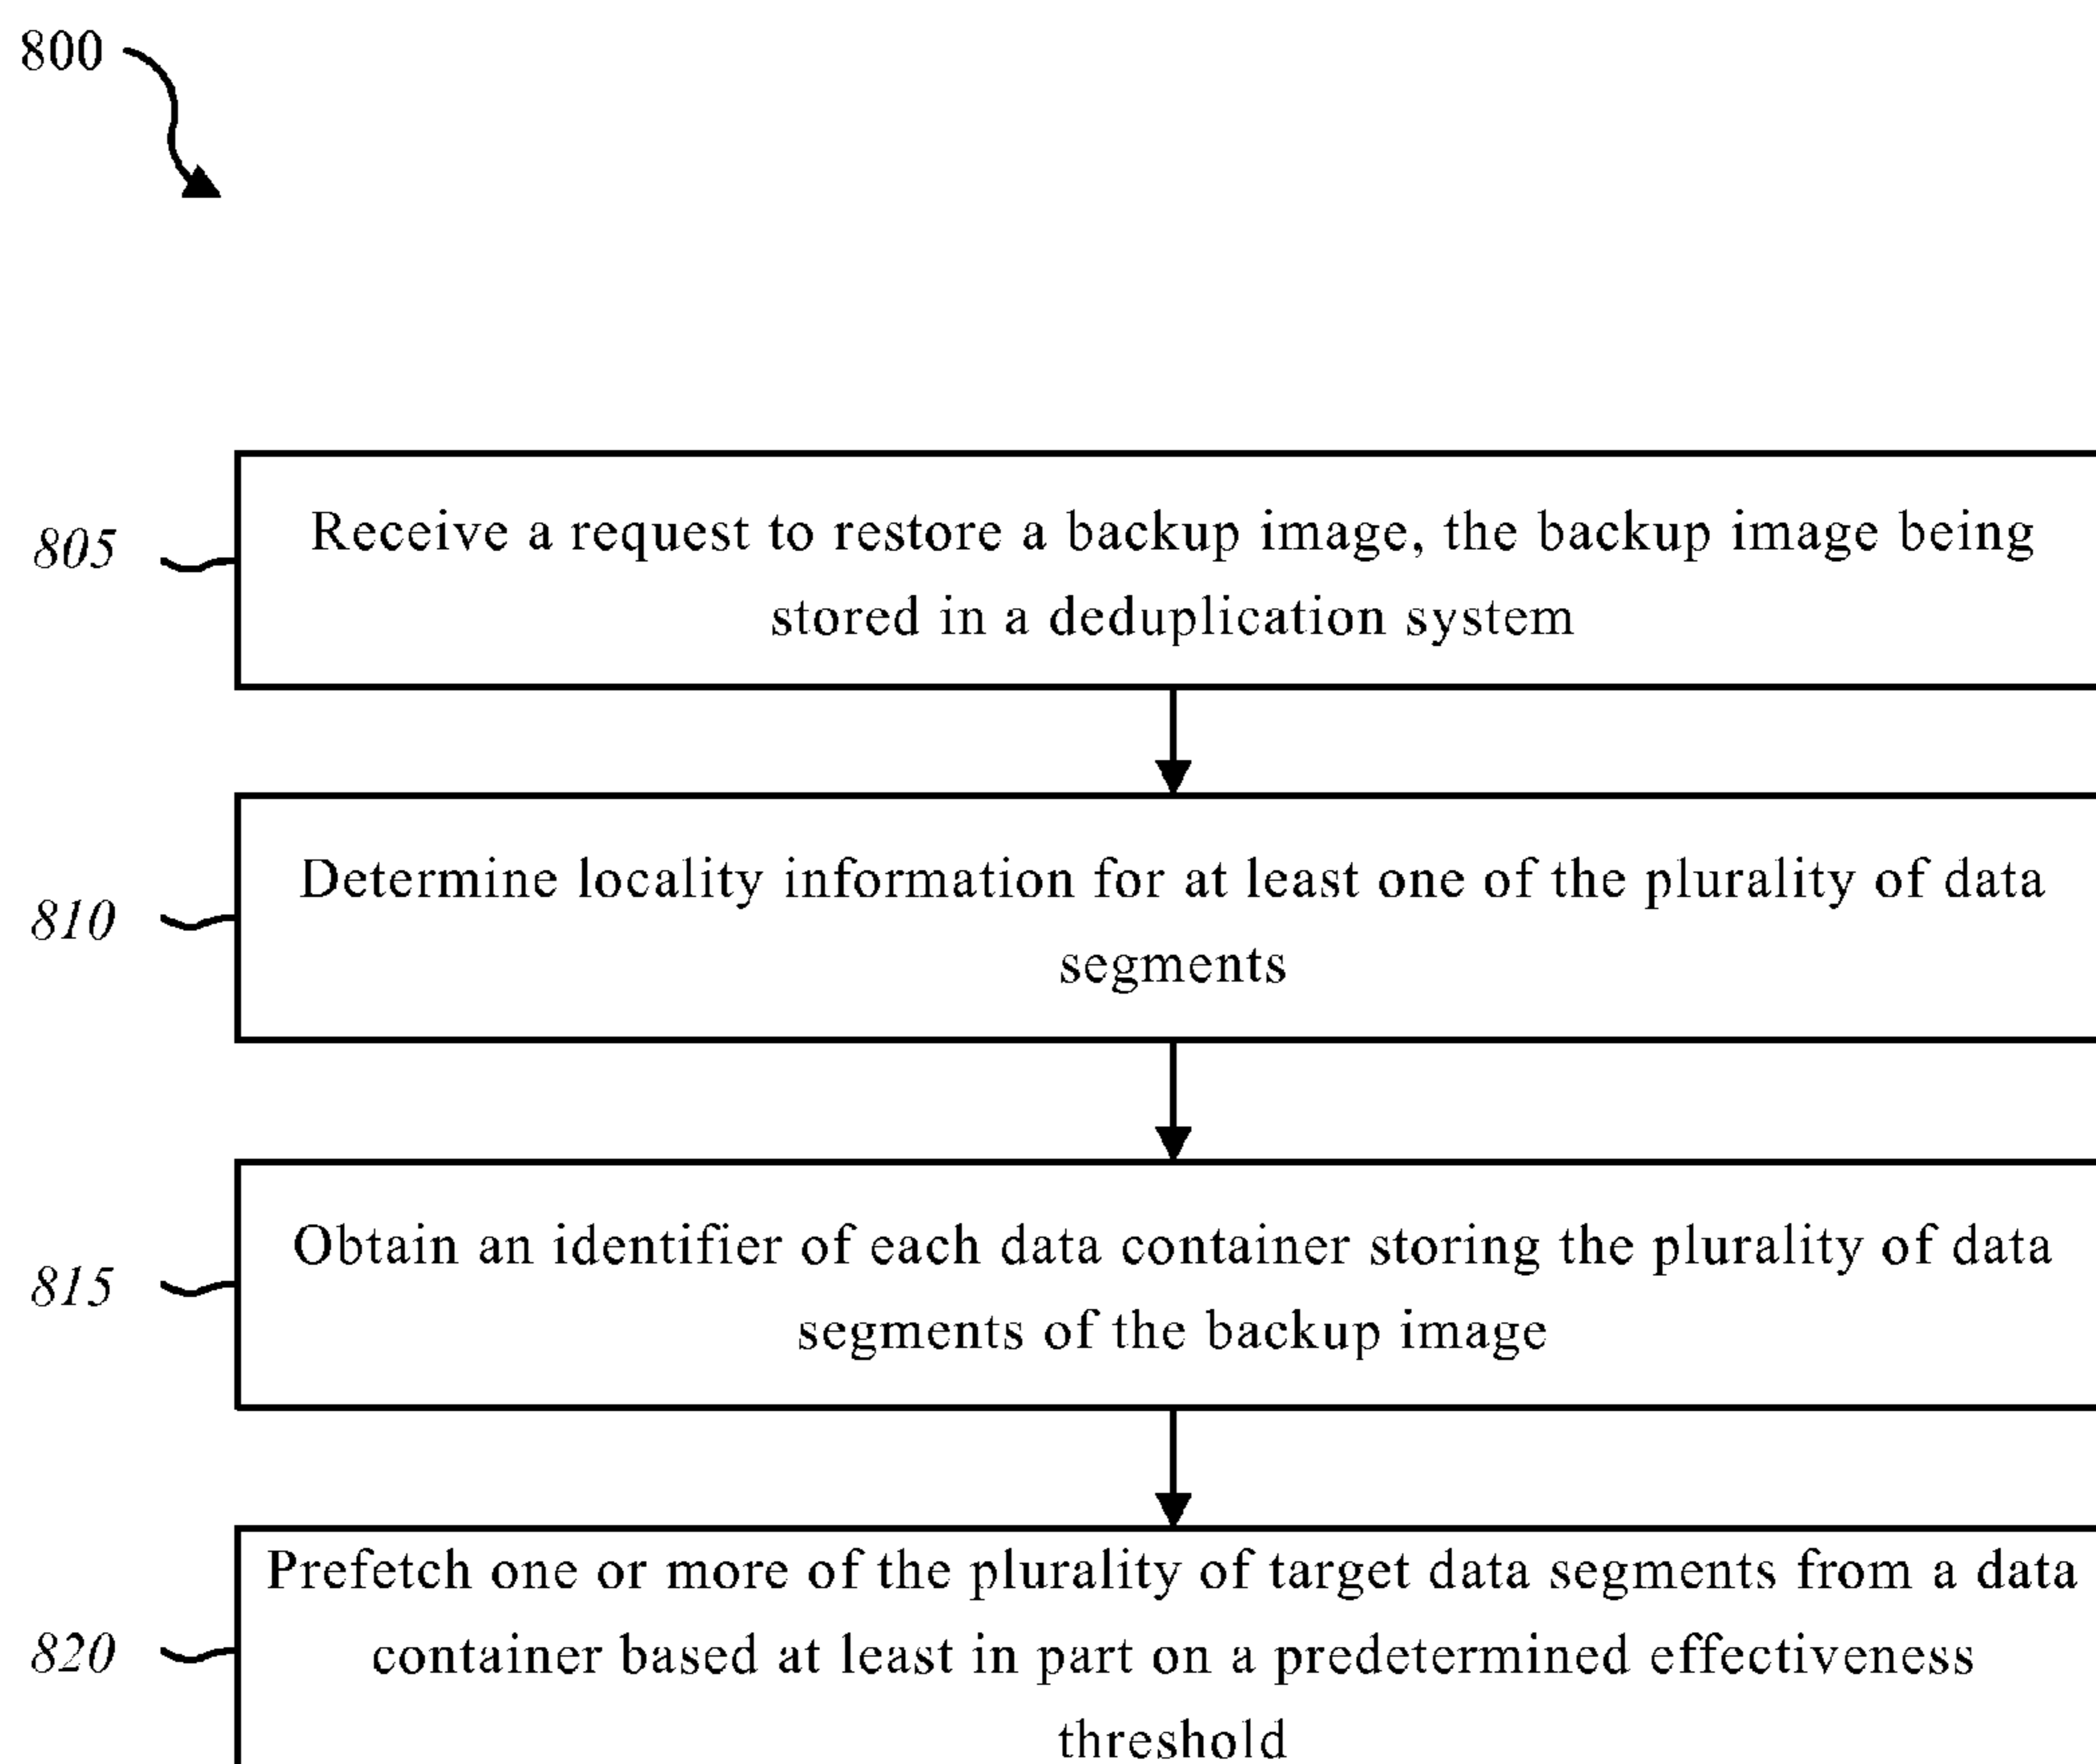 800
805
Receive a request to restore a backup image, the backup image being
stored in a deduplication system
810
Determine locality information for at least one of the plurality of data
segments
815
Obtain an identifier of each data container storing the plurality of data
segments of the backup image
820
Prefetch one or more of the plurality of target data segments from a data
container based at least in part on a predetermined effectiveness
threshold